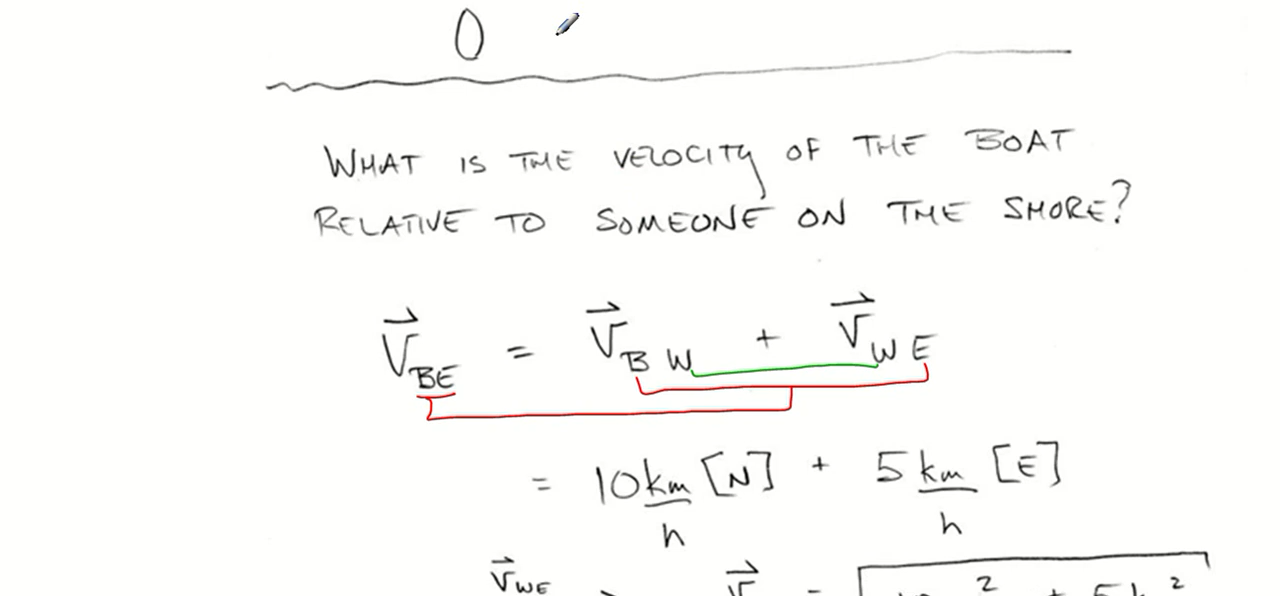 WHAT IS THE VELOCITY OF THE BOAT
RELATIVE TO SOMEONE ON THE SHORE?
V⃗BE = V⃗BW + V⃗WE
= 10 km/h [N] + 5 km/h [E]
V⃗WE V⃗ =